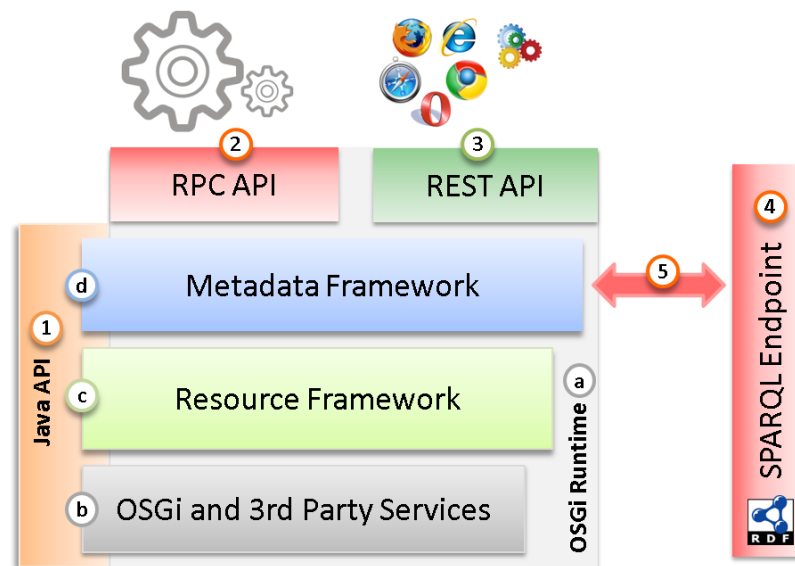 2
3
RPC API
REST API
4
d
Metadata Framework
5
1
Java API
c
Resource Framework
a
OSGi Runtime
SPARQL Endpoint
b
OSGi and 3rd Party Services
RDF